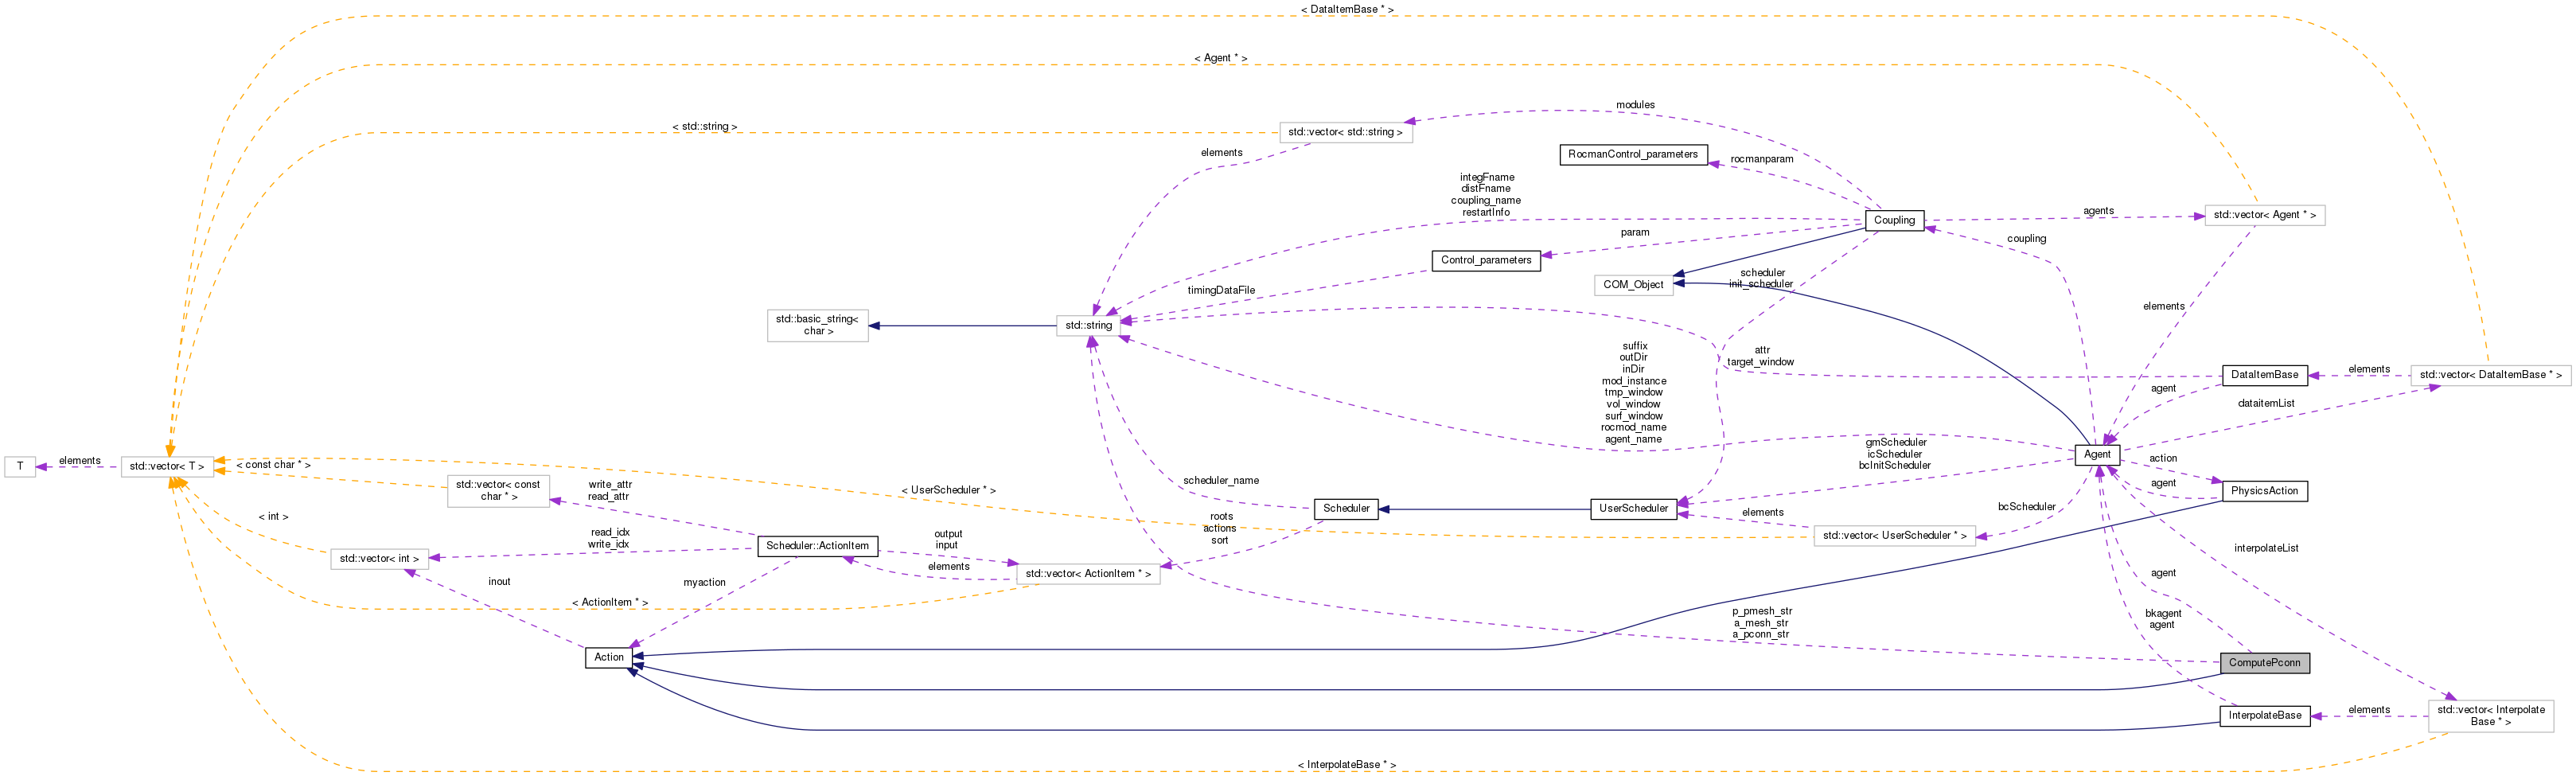 < DataItemBase * >
< Agent * >
modules
< std::string >
std::vector< std::string >
elements
RocmanControl_parameters
rocmanparam
integFname
distFname
coupling_name
restartInfo
Coupling
agents
std::vector< Agent * >
param
coupling
Control_parameters
scheduler
init_scheduler
COM_Object
timingDataFile
elements
std::basic_string<
char >
std::string
suffix
outDir
inDir
mod_instance
tmp_window
vol_window
surf_window
rocmod_name
agent_name
attr
target_window
DataItemBase
elements
std::vector< DataItemBase * >
agent
dataitemList
gmScheduler
icScheduler
bcInitScheduler
Agent
action
T
elements
std::vector< T >
< const char * >
std::vector< const
char * >
write_attr
read_attr
< UserScheduler * >
scheduler_name
agent
PhysicsAction
Scheduler
UserScheduler
bcScheduler
elements
< int >
roots
actions
sort
read_idx
write_idx
output
input
std::vector< UserScheduler * >
Scheduler::ActionItem
interpolateList
std::vector< int >
elements
std::vector< ActionItem * >
agent
inout
myaction
< ActionItem * >
p_pmesh_str
a_mesh_str
a_pconn_str
bkagent
agent
Action
ComputePconn
InterpolateBase
elements
std::vector< Interpolate
Base * >
< InterpolateBase * >